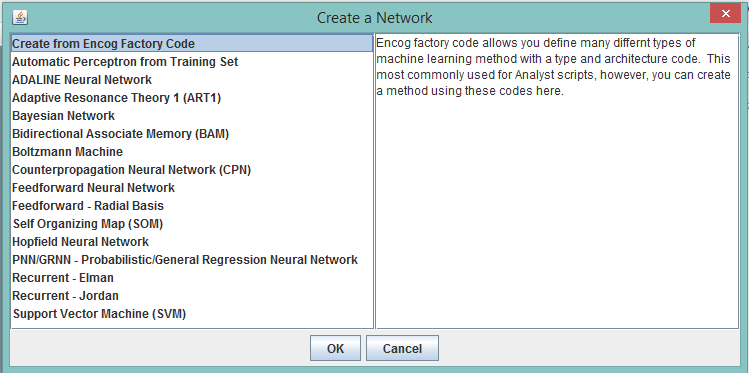 Create a Network
Create from Encog Factory Code
Automatic Perceptron from Training Set
ADALINE Neural Network
Adaptive Resonance Theory 1 (ART1)
Bayesian Network
Bidirectional Associate Memory (BAM)
Boltzmann Machine
Counterpropagation Neural Network (CPN)
Feedforward Neural Network
Feedforward - Radial Basis
Self Organizing Map (SOM)
Hopfield Neural Network
PNN/GRNN - Probabilistic/General Regression Neural Network
Recurrent - Elman
Recurrent - Jordan
Support Vector Machine (SVM)
Encog factory code allows you define many differnt types of
machine learning method with a type and architecture code.  This
most commonly used for Analyst scripts, however, you can create
a method using these codes here.
OK
Cancel